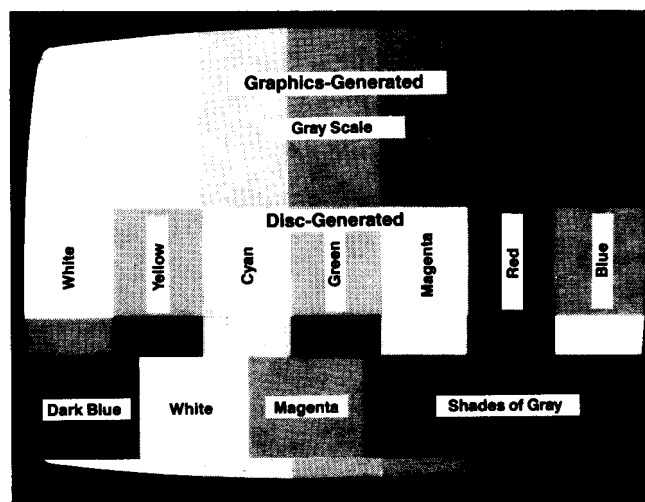 Graphics-Generated
Gray Scale
Disc-Generated
White
Yellow
Cyan
Green
Magenta
Red
Blue
Dark Blue
White
Magenta
Shades of Gray